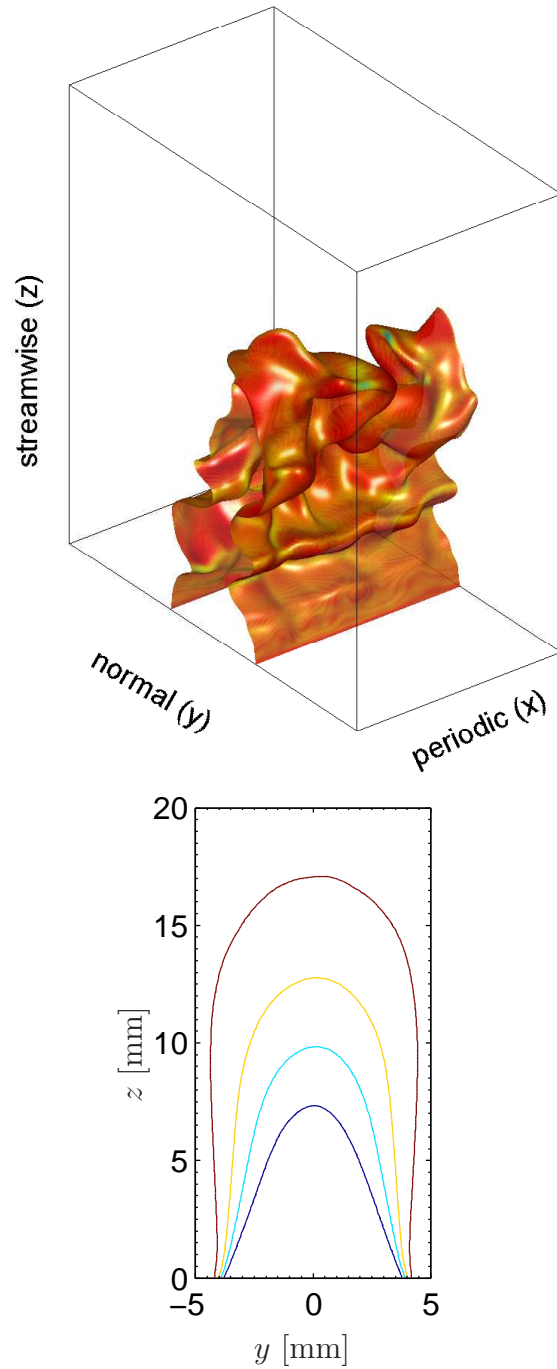 streamwise (z)
normal (y)
periodic (x)
20
15
10
5
0
−5
0
5
z [mm]
y [mm]